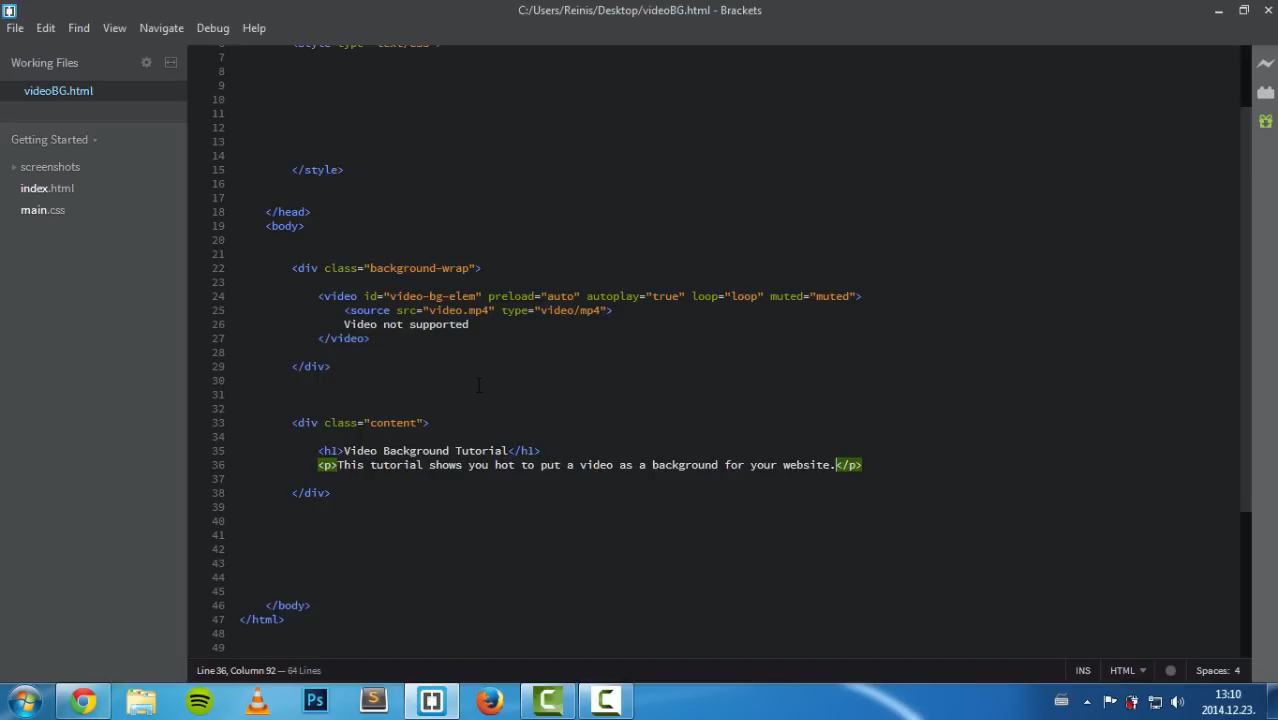 C:/Users/Reinis/Desktop/videoBG.html - Brackets
File Edit Find View Navigate Debug Help
Working Files
videoBG.html
Getting Started
screenshots
index.html
main.css
7
8
9
10
11
12
13
14
15 </style>
16
17
18 </head>
19 <body>
20
21
22 <div class="background-wrap">
23
24 <video id="video-bg-elem" preload="auto" autoplay="true" loop="loop" muted="muted">
25 <source src="video.mp4" type="video/mp4">
26 Video not supported
27 </video>
28
29 </div>
30
31
32
33 <div class="content">
34
35 <h1>Video Background Tutorial</h1>
36 <p>This tutorial shows you hot to put a video as a background for your website.</p>
37
38 </div>
39
40
41
42
43
44
45
46 </body>
47 </html>
48
49
Line 36, Column 92 — 64 Lines
INS HTML Spaces: 4
Ps
13:10
2014.12.23.